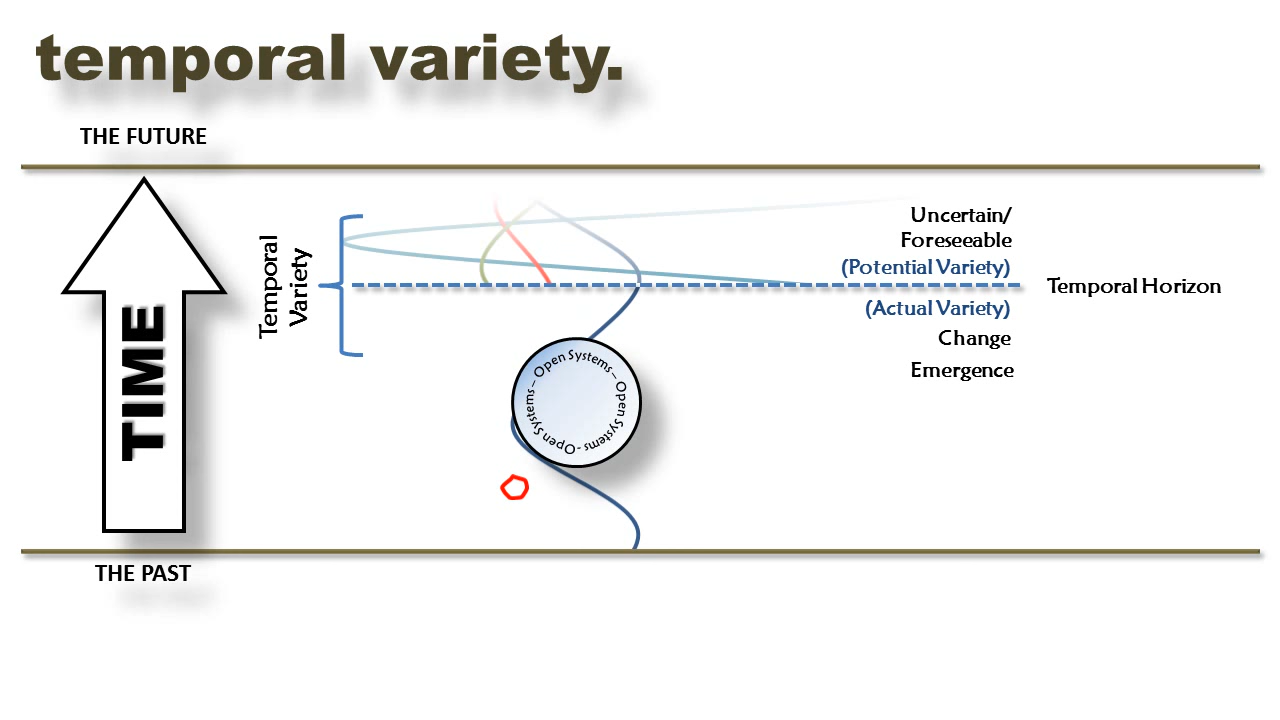 temporal variety.
THE FUTURE
TIME
THE PAST
Temporal
Variety
Uncertain/
Foreseeable
(Potential Variety)
Temporal Horizon
(Actual Variety)
Change
Emergence
Open Systems – Open Systems - Open Systems –